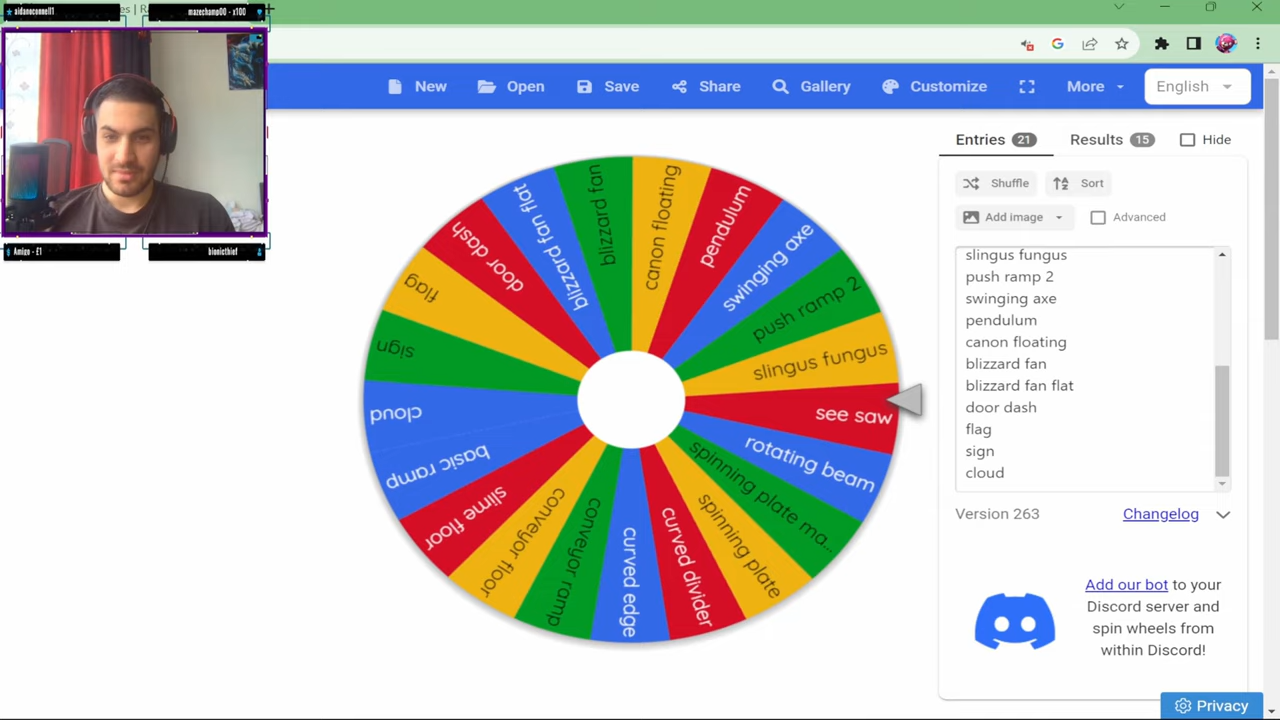 aidanoconnell1
mazechamp00 - x100
Amigo - £1
bionicthief
New
Open
Save
Share
Gallery
Customize
More
English
Entries 21
Results 15
Hide
Shuffle
Sort
Add image
Advanced
slingus fungus
push ramp 2
swinging axe
pendulum
canon floating
blizzard fan
blizzard fan flat
door dash
flag
sign
cloud
Version 263
Changelog
Add our bot to your
Discord server and
spin wheels from
within Discord!
Privacy
blizzard fan
canon floating
pendulum
swinging axe
push ramp 2
slingus fungus
see saw
rotating beam
spinning plate ma...
spinning plate
curved divider
curved edge
conveyor ramp
conveyor floor
slime floor
basic ramp
cloud
sign
flag
door dash
blizzard fan flat